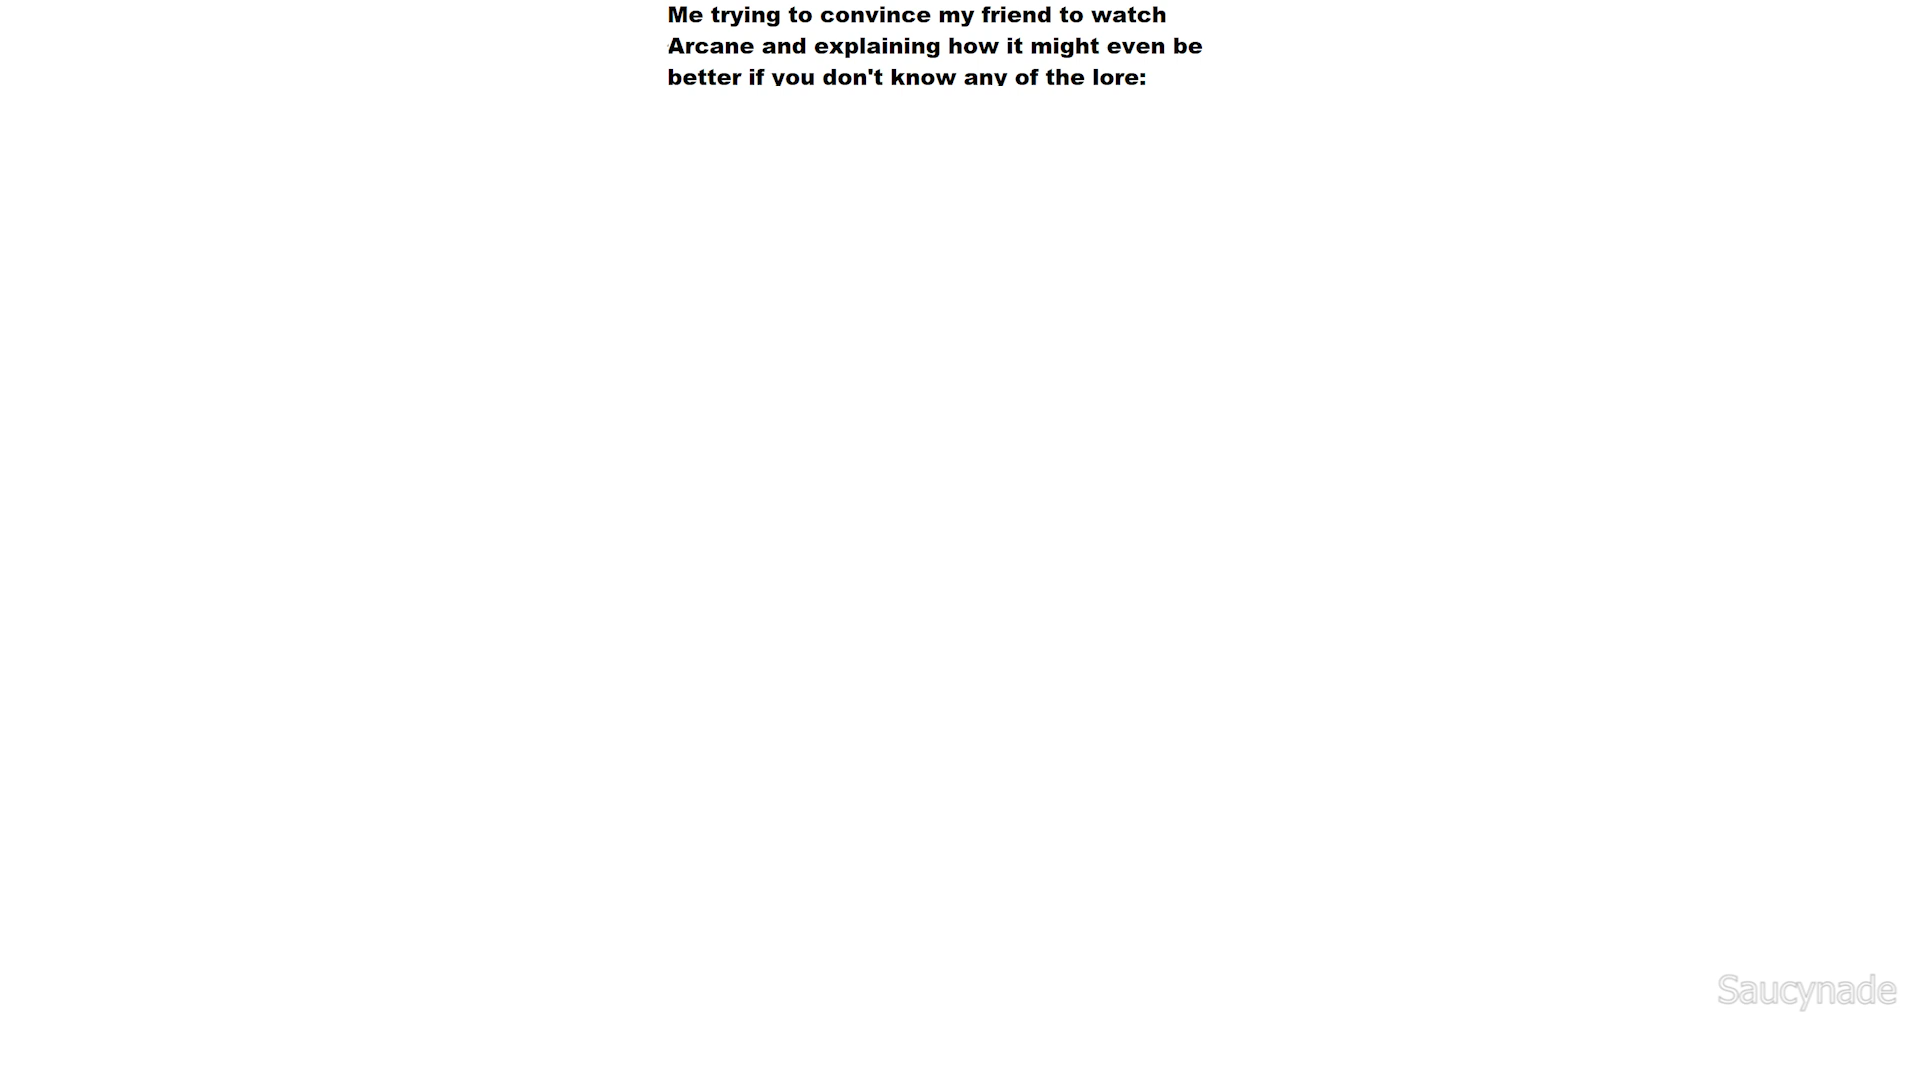 Me trying to convince my friend to watch
Arcane and explaining how it might even be
better if you don't know any of the lore:
Saucynade